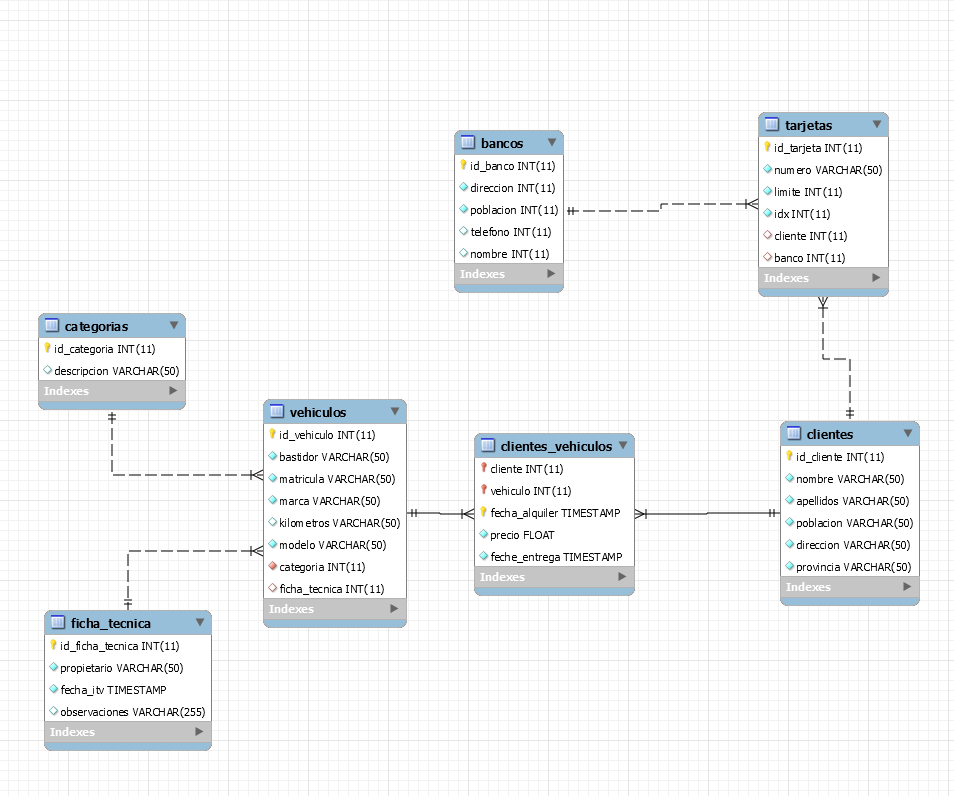 bancos
id_banco INT(11)
direccion INT(11)
poblacion INT(11)
telefono INT(11)
nombre INT(11)
Indexes
tarjetas
id_tarjeta INT(11)
numero VARCHAR(50)
limite INT(11)
idx INT(11)
cliente INT(11)
banco INT(11)
Indexes
categorias
id_categoria INT(11)
descripcion VARCHAR(50)
Indexes
vehiculos
id_vehiculo INT(11)
bastidor VARCHAR(50)
matricula VARCHAR(50)
marca VARCHAR(50)
kilometros VARCHAR(50)
modelo VARCHAR(50)
categoria INT(11)
ficha_tecnica INT(11)
Indexes
clientes_vehiculos
cliente INT(11)
vehiculo INT(11)
fecha_alquiler TIMESTAMP
precio FLOAT
feche_entrega TIMESTAMP
Indexes
clientes
id_cliente INT(11)
nombre VARCHAR(50)
apellidos VARCHAR(50)
poblacion VARCHAR(50)
direccion VARCHAR(50)
provincia VARCHAR(50)
Indexes
ficha_tecnica
id_ficha_tecnica INT(11)
propietario VARCHAR(50)
fecha_itv TIMESTAMP
observaciones VARCHAR(255)
Indexes